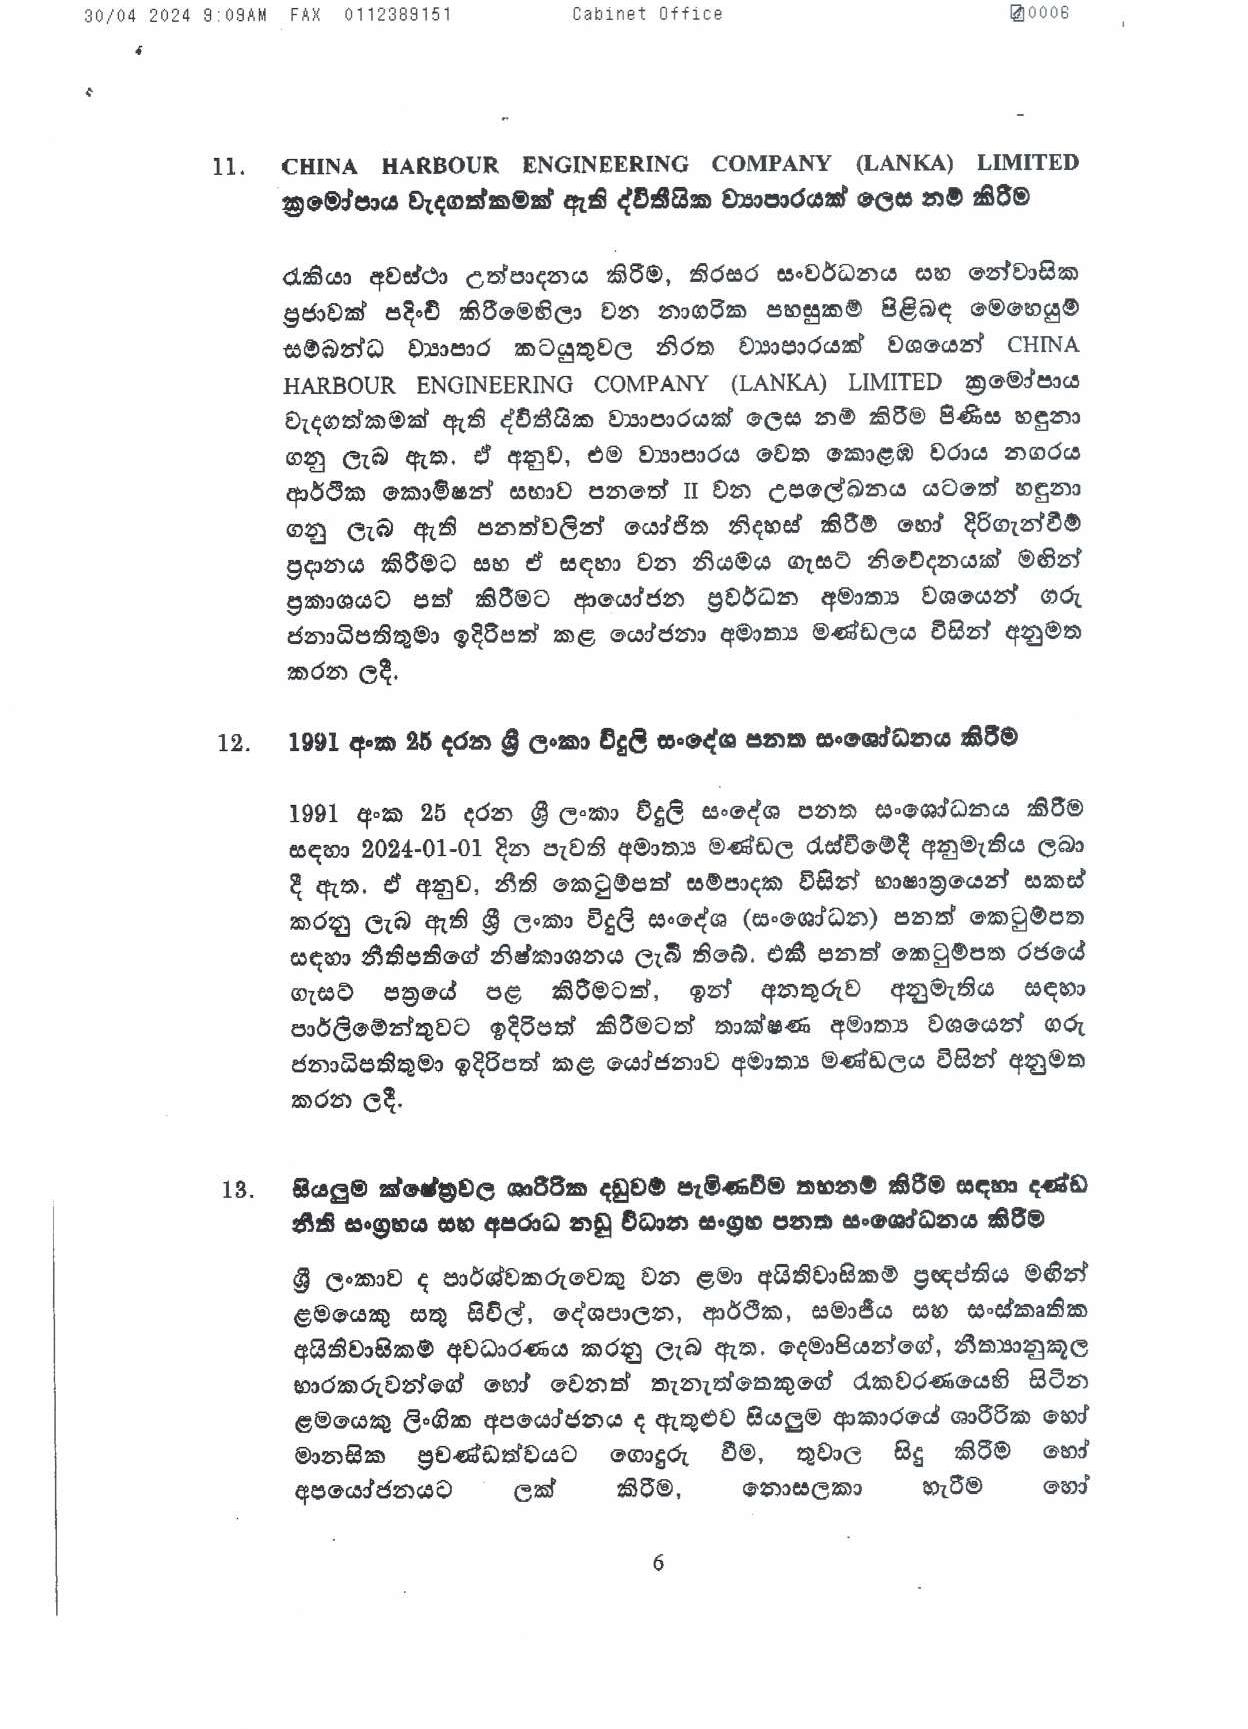 30/04 2024 9:09AM FAX 0112389151 Cabinet Office 0006
11. CHINA HARBOUR ENGINEERING COMPANY (LANKA) LIMITED
ක්‍රමෝපාය වැදගත්කමක් ඇති ද්විතීයික ව්‍යාපාරයක් ලෙස නම් කිරීම
රැකියා අවස්ථා උත්පාදනය කිරීම, තිරසර සංවර්ධනය සහ නේවාසික
ප්‍රජාවක් පදිංචි කිරීමෙහිලා වන නාගරික පහසුකම් පිළිබඳ මෙහෙයුම්
සම්බන්ධ ව්‍යාපාර කටයුතුවල නිරත ව්‍යාපාරයක් වශයෙන් CHINA
HARBOUR ENGINEERING COMPANY (LANKA) LIMITED ක්‍රමෝපාය
වැදගත්කමක් ඇති ද්විතීයික ව්‍යාපාරයක් ලෙස නම් කිරීම පිණිස හඳුනා
ගනු ලැබ ඇත. ඒ අනුව, එම ව්‍යාපාරය වෙත කොළඹ වරාය නගරය
ආර්ථික කොමිෂන් සභාව පනතේ II වන උපලේඛනය යටතේ හඳුනා
ගනු ලැබ ඇති පනත්වලින් යෝජිත නිදහස් කිරීම් හෝ දිරිගැන්වීම්
ප්‍රදානය කිරීමට සහ ඒ සඳහා වන නියමය ගැසට් නිවේදනයක් මඟින්
ප්‍රකාශයට පත් කිරීමට ආයෝජන ප්‍රවර්ධන අමාත්‍ය වශයෙන් ගරු
ජනාධිපතිතුමා ඉදිරිපත් කළ යෝජනා අමාත්‍ය මණ්ඩලය විසින් අනුමත
කරන ලදී.
12. 1991 අංක 25 දරන ශ්‍රී ලංකා විදුලි සංදේශ පනත සංශෝධනය කිරීම
1991 අංක 25 දරන ශ්‍රී ලංකා විදුලි සංදේශ පනත සංශෝධනය කිරීම
සඳහා 2024-01-01 දින පැවති අමාත්‍ය මණ්ඩල රැස්වීමේදී අනුමැතිය ලබා
දී ඇත. ඒ අනුව, නීති කෙටුම්පත් සම්පාදක විසින් භාෂාත්‍රයෙන් සකස්
කරනු ලැබ ඇති ශ්‍රී ලංකා විදුලි සංදේශ (සංශෝධන) පනත් කෙටුම්පත
සඳහා නීතිපතිගේ නිෂ්කාශනය ලැබී තිබේ. එකී පනත් කෙටුම්පත රජයේ
ගැසට් පත්‍රයේ පළ කිරීමටත්, ඉන් අනතුරුව අනුමැතිය සඳහා
පාර්ලිමේන්තුවට ඉදිරිපත් කිරීමටත් තාක්ෂණ අමාත්‍ය වශයෙන් ගරු
ජනාධිපතිතුමා ඉදිරිපත් කළ යෝජනාව අමාත්‍ය මණ්ඩලය විසින් අනුමත
කරන ලදී.
13. සියලුම ක්ෂේත්‍රවල ශාරීරික දඬුවම් පැමිණවීම තහනම් කිරීම සඳහා දණ්ඩ
නීති සංග්‍රහය සහ අපරාධ නඩු විධාන සංග්‍රහ පනත සංශෝධනය කිරීම
ශ්‍රී ලංකාව ද පාර්ශ්වකරුවෙකු වන ළමා අයිතිවාසිකම් ප්‍රඥප්තිය මඟින්
ළමයෙකු සතු සිවිල්, දේශපාලන, ආර්ථික, සමාජීය සහ සංස්කෘතික
අයිතිවාසිකම් අවධාරණය කරනු ලැබ ඇත. දෙමාපියන්ගේ, නීත්‍යානුකූල
භාරකරුවන්ගේ හෝ වෙනත් තැනැත්තෙකුගේ රැකවරණයෙහි සිටින
ළමයෙකු ලිංගික අපයෝජනය ද ඇතුළුව සියලුම ආකාරයේ ශාරීරික හෝ
මානසික ප්‍රචණ්ඩත්වයට ගොදුරු වීම, තුවාල සිදු කිරීම හෝ
අපයෝජනයට ලක් කිරීම, නොසලකා හැරීම හෝ
6